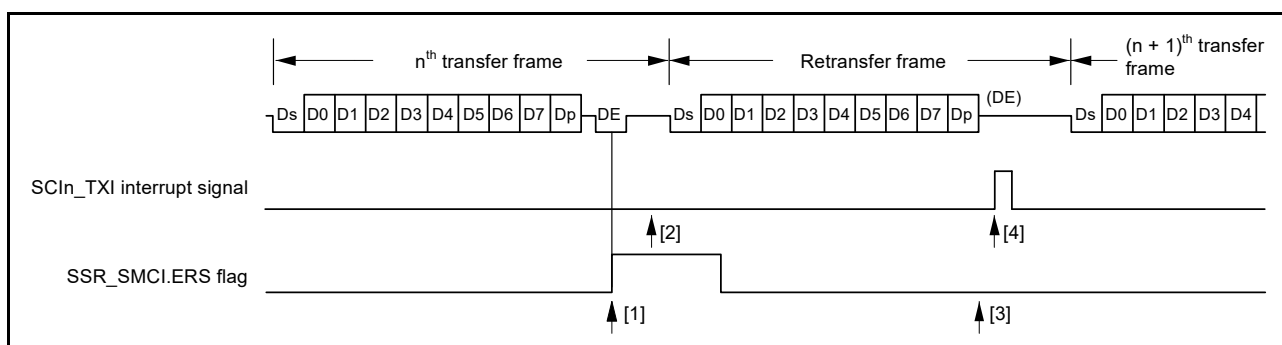 nth transfer frame
Retransfer frame
(n + 1)th transfer
frame
Ds D0 D1 D2 D3 D4 D5 D6 D7 Dp DE Ds D0 D1 D2 D3 D4 D5 D6 D7 Dp (DE) Ds D0 D1 D2 D3 D4
SCIn_TXI interrupt signal
[2] [4]
SSR_SMCI.ERS flag
[1] [3]